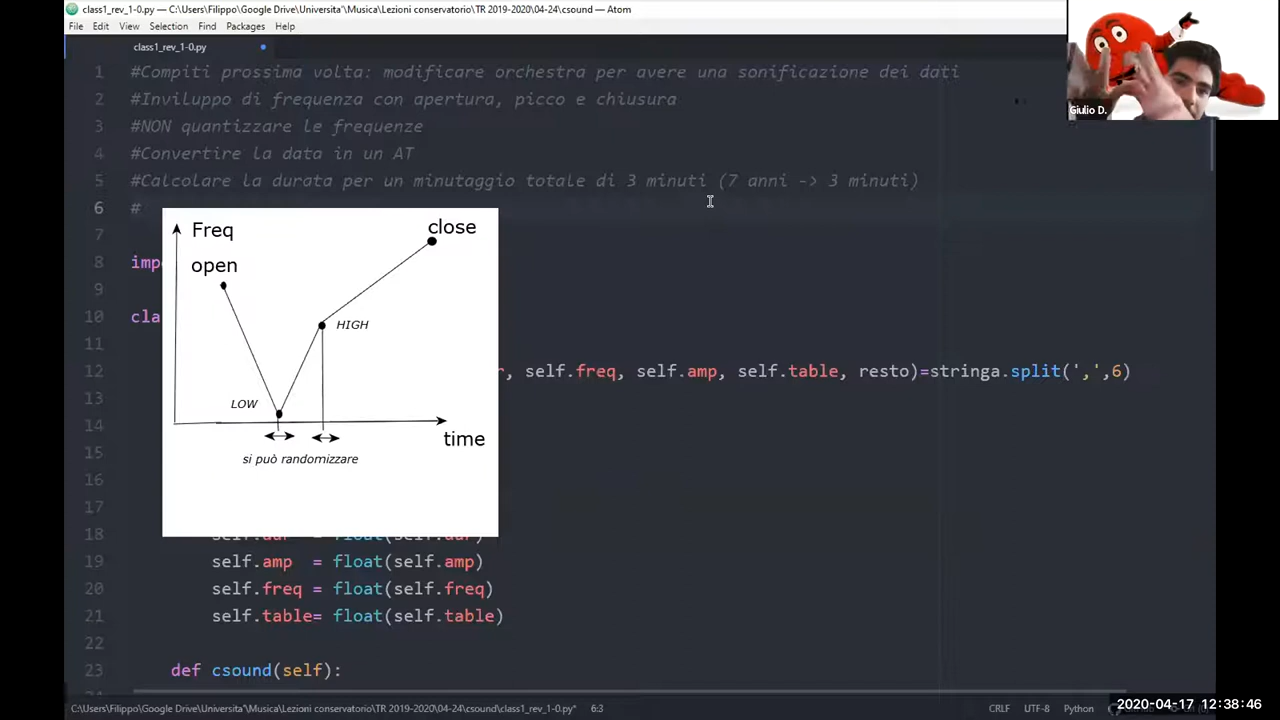 class1_rev_1-0.py — C:\Users\Filippo\Google Drive\Universita'\Musica\Lezioni conservatorio\TR 2019-2020\04-24\csound — Atom
File Edit View Selection Find Packages Help
class1_rev_1-0.py
Giulio D.
1 #Compiti prossima volta: modificare orchestra per avere una sonificazione dei dati
2 #Inviluppo di frequenza con apertura, picco e chiusura
3 #NON quantizzare le frequenze
4 #Convertire la data in un AT
5 #Calcolare la durata per un minutaggio totale di 3 minuti (7 anni -> 3 minuti)
6 #
7
8 imp
9
10 cla
11
12 r, self.freq, self.amp, self.table, resto)=stringa.split(',',6)
13
14
15
16
17
18 self.dur = float(self.dur)
19 self.amp = float(self.amp)
20 self.freq = float(self.freq)
21 self.table= float(self.table)
22
23 def csound(self):
Freq
close
open
HIGH
LOW
time
si può randomizzare
C:\Users\Filippo\Google Drive\Universita'\Musica\Lezioni conservatorio\TR 2019-2020\04-24\csound\class1_rev_1-0.py* 6:3 CRLF UTF-8 Python
2020-04-17 12:38:46